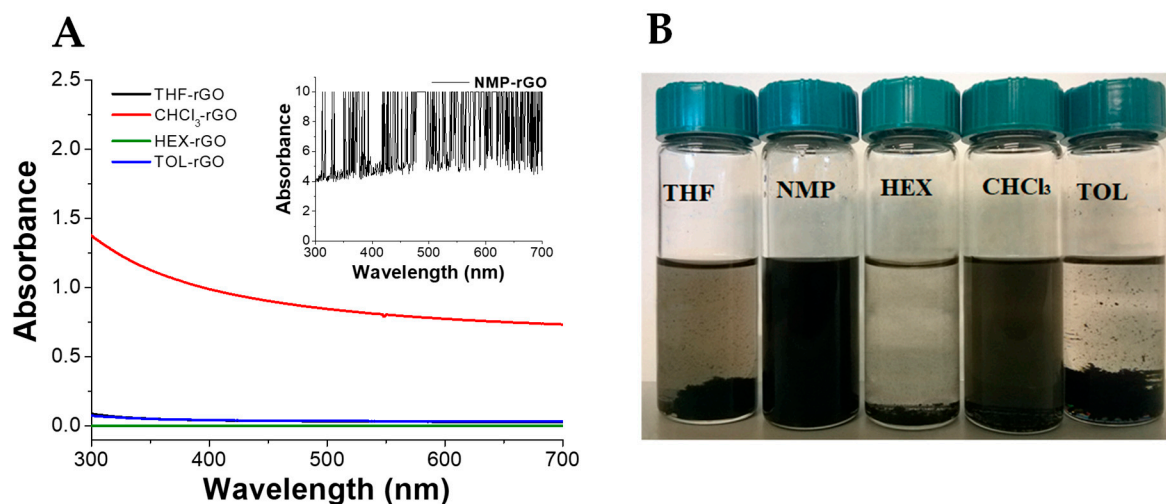 A
2.5
2.0
1.5
1.0
0.5
0.0
Absorbance
THF-rGO
CHCl₃-rGO
HEX-rGO
TOL-rGO
300 400 500 600 700
Wavelength (nm)
NMP-rGO
10
8
6
4
2
0
Absorbance
300 400 500 600 700
Wavelength (nm)
B
THF NMP HEX CHCl₃ TOL